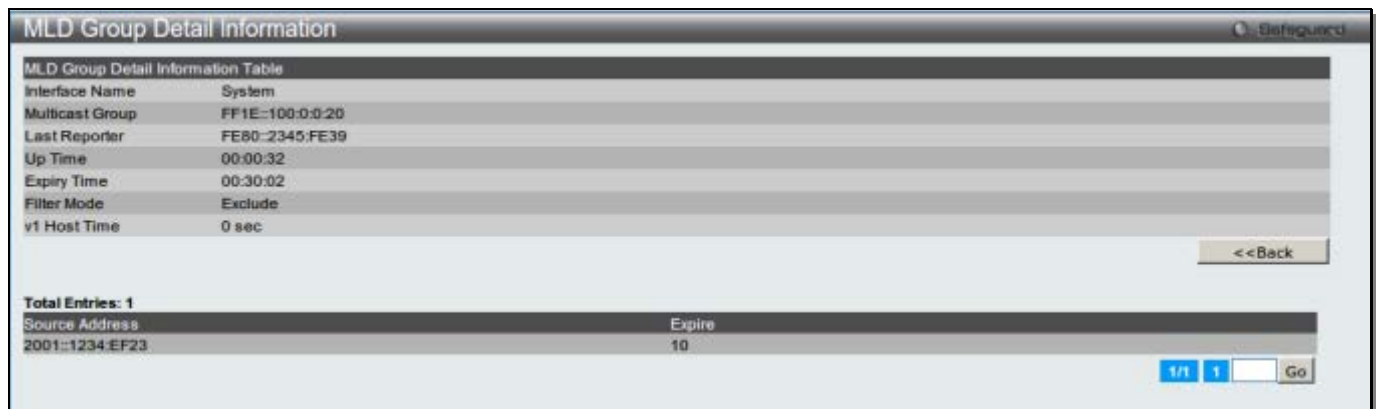 MLD Group Detail Information
Safeguard
MLD Group Detail Information Table
Interface Name System
Multicast Group FF1E::100:0:0:20
Last Reporter FE80::2345:FE39
Up Time 00:00:32
Expiry Time 00:30:02
Filter Mode Exclude
v1 Host Time 0 sec
<<Back
Total Entries: 1
Source Address Expire
2001::1234:EF23 10
1/1 1 Go